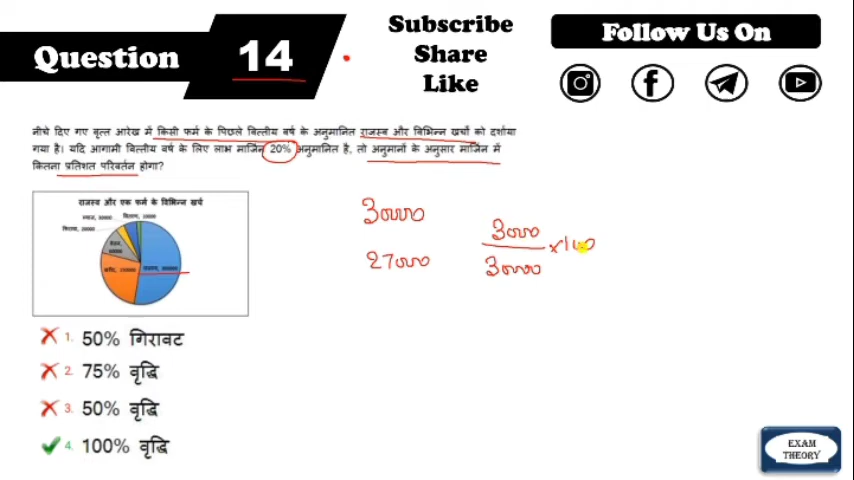 Question 14
Subscribe
Share
Like
Follow Us On
नीचे दिए गए वृत्त आरेख में किसी फर्म के पिछले वित्तीय वर्ष के अनुमानित राजस्व और विभिन्न खर्चो को दर्शाया
गया है। यदि आगामी वित्तीय वर्ष के लिए लाभ मार्जिन 20% अनुमानित है, तो अनुमानों के अनुसार मार्जिन में
कितना प्रतिशत परिवर्तन होगा?
राजस्व और एक फर्म के विभिन्न खर्च
30000
27000
3000
30000
×100
1. 50% गिरावट
2. 75% वृद्धि
3. 50% वृद्धि
4. 100% वृद्धि
EXAM
THEORY